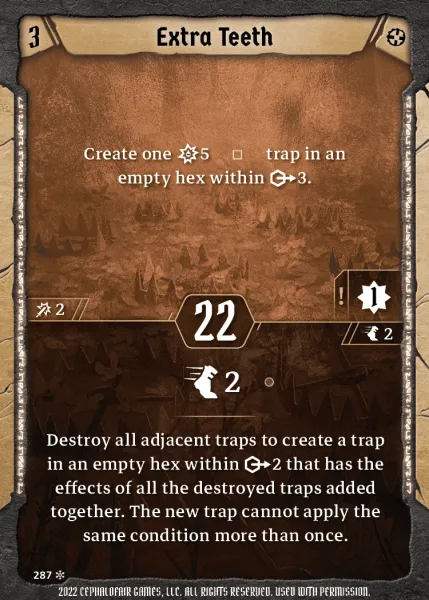 3
Extra Teeth
Create one 5 trap in an
empty hex within 3.
2
22
! 1
2
2
Destroy all adjacent traps to create a trap
in an empty hex within 2 that has the
effects of all the destroyed traps added
together. The new trap cannot apply the
same condition more than once.
287
2022 CEPHALOFAIR GAMES, LLC. ALL RIGHTS RESERVED. USED WITH PERMISSION.